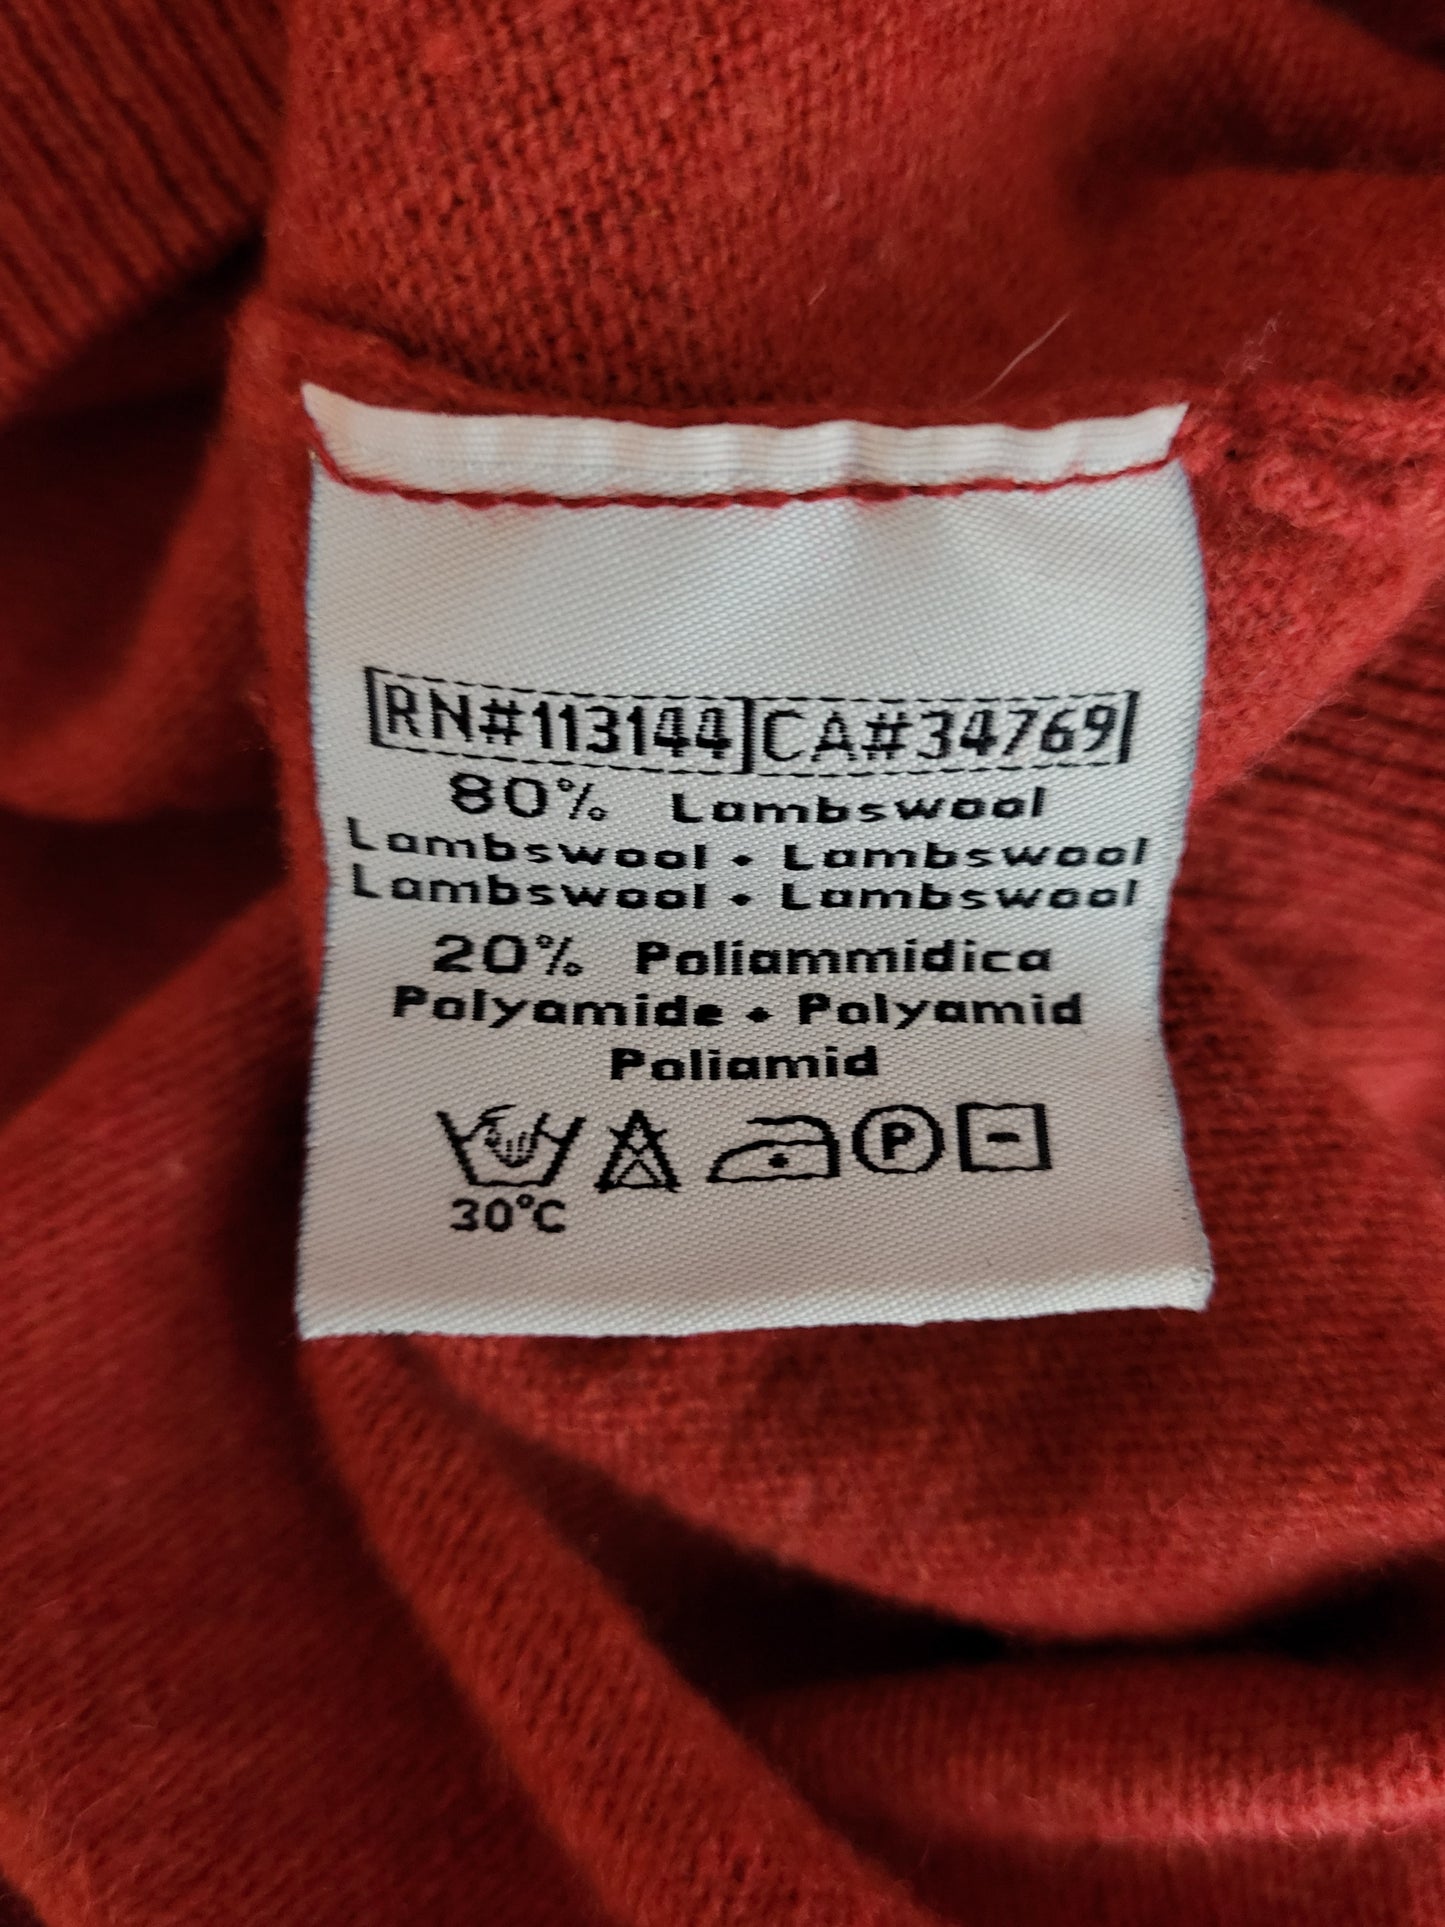 RN#113144 CA#34769
80% Lambswool
Lambswool • Lambswool
Lambswool • Lambswool
20% Poliammidica
Polyamide • Polyamid
Poliamid
P
30°C